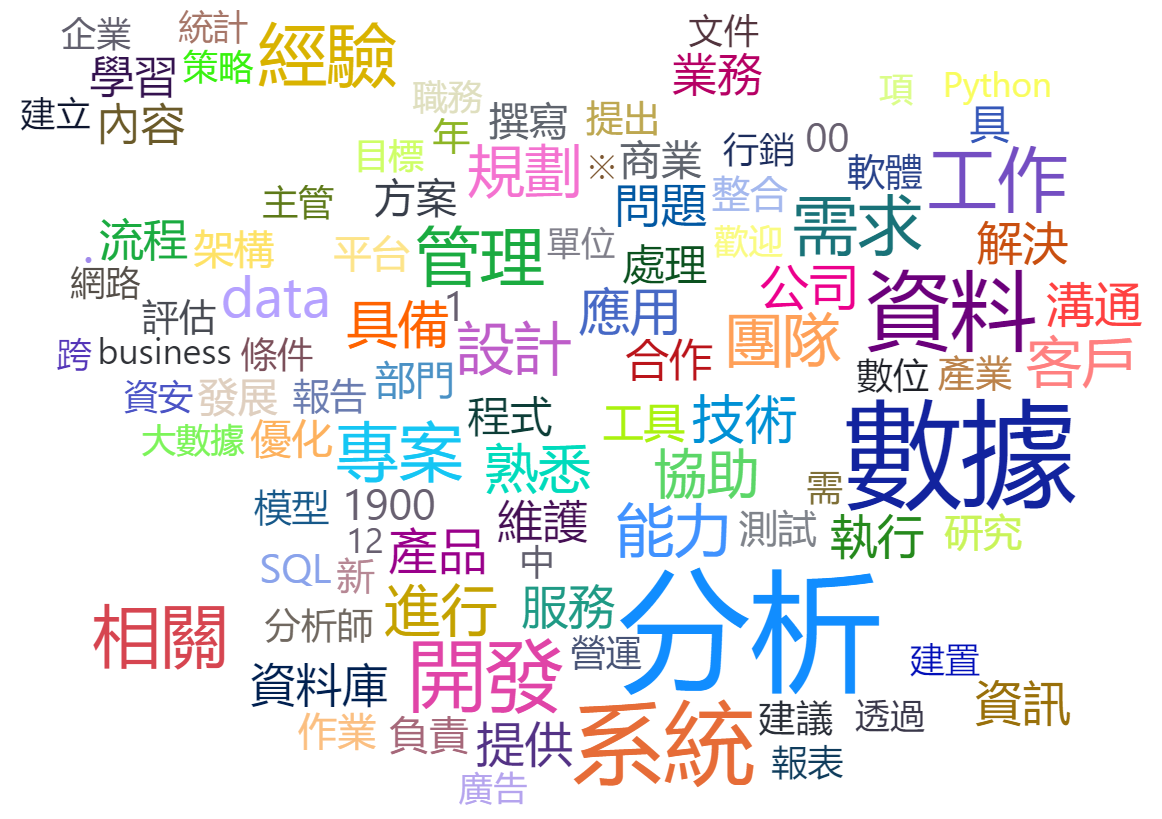 企業
統計
經驗
文件
學習
策略
業務
職務
項
Python
建立
內容
年
撰寫
提出
具
目標
規劃
※
商業
行銷
00
軟體
工作
主管
方案
問題
整合
需求
解決
流程
架構
平台
管理
單位
處理
歡迎
.
網路
評估
data
具備
1
設計
應用
公司
團隊
資料
溝通
跨
business
條件
合作
客戶
數位
產業
資安
發展
報告
部門
大數據
優化
專案
程式
熟悉
工具
技術
數據
協助
需
模型
1900
12
產品
維護
中
能力
測試
執行
研究
SQL
新
分析
相關
分析師
進行
服務
開發
營運
建置
資料庫
資訊
作業
負責
提供
系統
建議
透過
報表
廣告